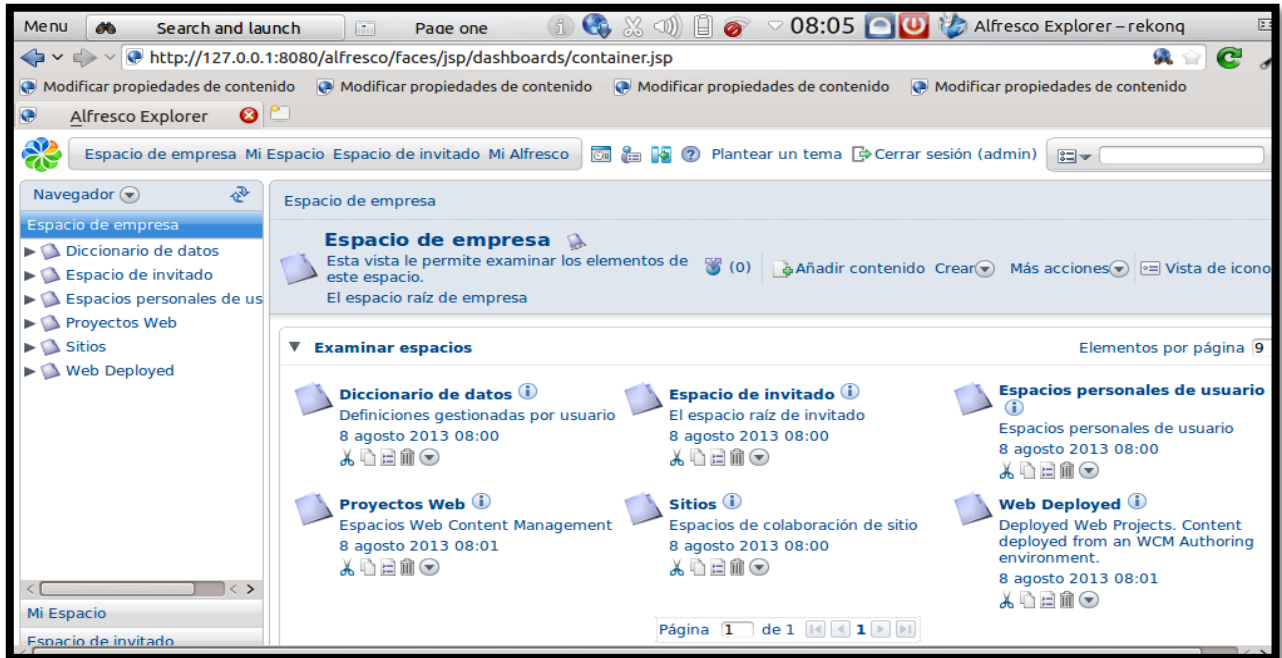 Menu Search and launch Page one 08:05 Alfresco Explorer – rekonq
http://127.0.0.1:8080/alfresco/faces/jsp/dashboards/container.jsp
Modificar propiedades de contenido Modificar propiedades de contenido Modificar propiedades de contenido Modificar propiedades de contenido
Alfresco Explorer
Espacio de empresa Mi Espacio Espacio de invitado Mi Alfresco Plantear un tema Cerrar sesión (admin)
Navegador
Espacio de empresa
Diccionario de datos
Espacio de invitado
Espacios personales de us
Proyectos Web
Sitios
Web Deployed
Mi Espacio
Espacio de invitado
Espacio de empresa
Espacio de empresa
Esta vista le permite examinar los elementos de
este espacio.
El espacio raíz de empresa
(0) Añadir contenido Crear Más acciones Vista de icono
Examinar espacios Elementos por página 9
Diccionario de datos
Definiciones gestionadas por usuario
8 agosto 2013 08:00
Espacio de invitado
El espacio raíz de invitado
8 agosto 2013 08:00
Espacios personales de usuario
Espacios personales de usuario
8 agosto 2013 08:00
Proyectos Web
Espacios Web Content Management
8 agosto 2013 08:01
Sitios
Espacios de colaboración de sitio
8 agosto 2013 08:00
Web Deployed
Deployed Web Projects. Content
deployed from an WCM Authoring
environment.
8 agosto 2013 08:01
Página 1 de 1 1